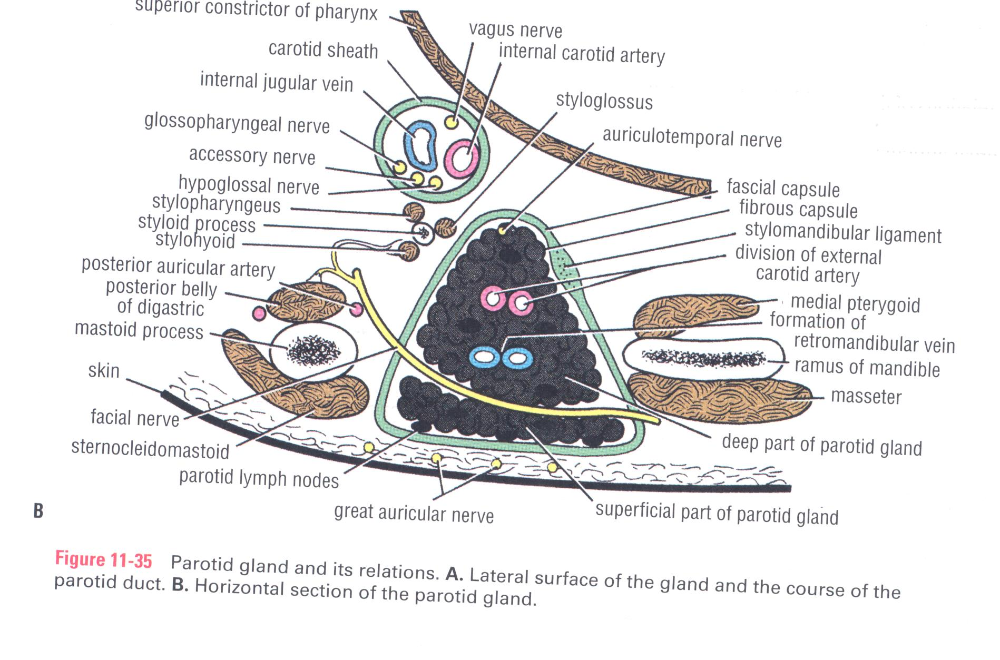 superior constrictor of pharynx
vagus nerve
carotid sheath
internal carotid artery
internal jugular vein
styloglossus
glossopharyngeal nerve
auriculotemporal nerve
accessory nerve
hypoglossal nerve
fascial capsule
stylopharyngeus
fibrous capsule
styloid process
stylomandibular ligament
stylohyoid
division of external
carotid artery
posterior auricular artery
posterior belly
of digastric
medial pterygoid
formation of
retromandibular vein
mastoid process
ramus of mandible
skin
masseter
facial nerve
sternocleidomastoid
deep part of parotid gland
parotid lymph nodes
great auricular nerve
superficial part of parotid gland
B
Figure 11-35 Parotid gland and its relations. A. Lateral surface of the gland and the course of the
parotid duct. B. Horizontal section of the parotid gland.